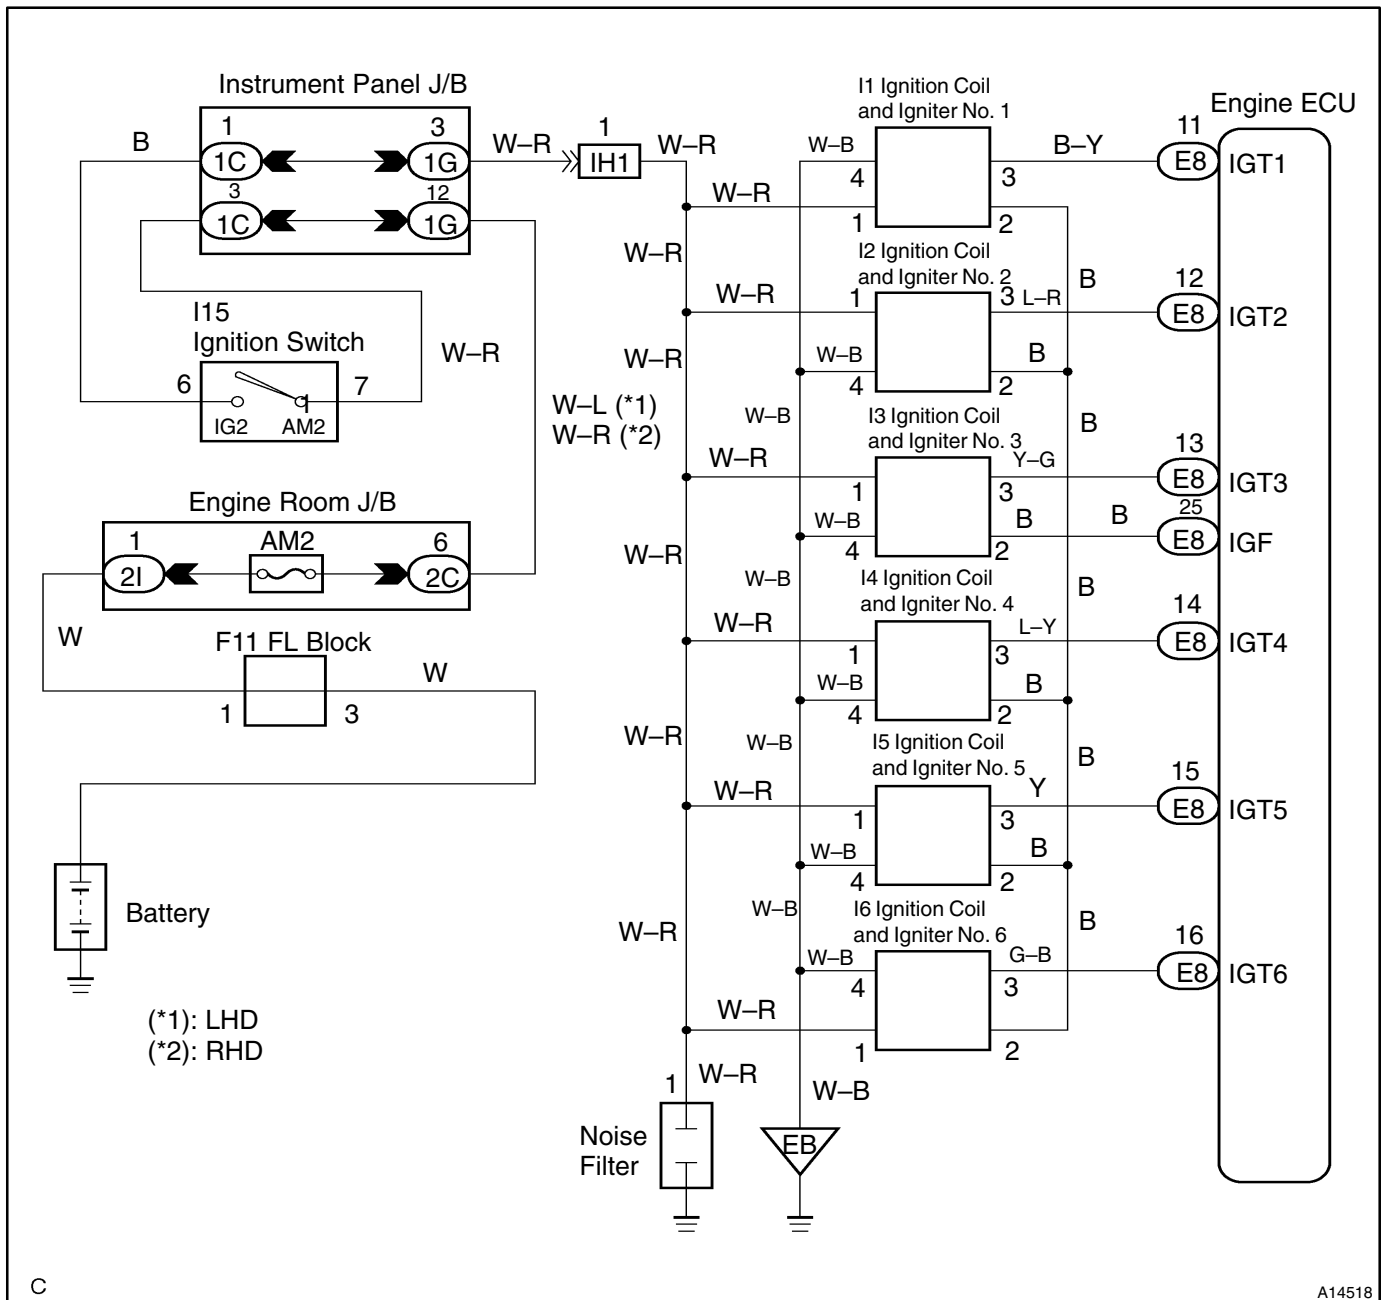 Instrument Panel J/B
1
3
B
1C
1G
W–R
1
IH1
W–R
3
12
1C
1G
I15
Ignition Switch
6
7
IG2
AM2
W–R
W–L (*1)
W–R (*2)
Engine Room J/B
1
AM2
6
2I
2C
W
F11 FL Block
W
1
3
Battery
(*1): LHD
(*2): RHD
W–R
W–R
W–R
W–R
W–R
W–R
W–R
W–R
W–R
W–R
W–R
1
W–R
Noise
Filter
I1 Ignition Coil
and Igniter No. 1
W–B
4
3
B–Y
1
2
I2 Ignition Coil
and Igniter No. 2
B
1
3
L–R
W–B
B
4
2
W–B
I3 Ignition Coil
and Igniter No. 3
B
Y–G
1
3
W–B
B
B
4
2
W–B
I4 Ignition Coil
and Igniter No. 4
B
L–Y
1
3
W–B
B
4
2
W–B
I5 Ignition Coil
and Igniter No. 5
B
Y
1
3
W–B
B
4
2
W–B
I6 Ignition Coil
and Igniter No. 6
B
W–B
G–B
4
3
1
2
W–B
EB
Engine ECU
11
E8
IGT1
12
E8
IGT2
13
E8
IGT3
25
E8
IGF
14
E8
IGT4
15
E8
IGT5
16
E8
IGT6
C
A14518